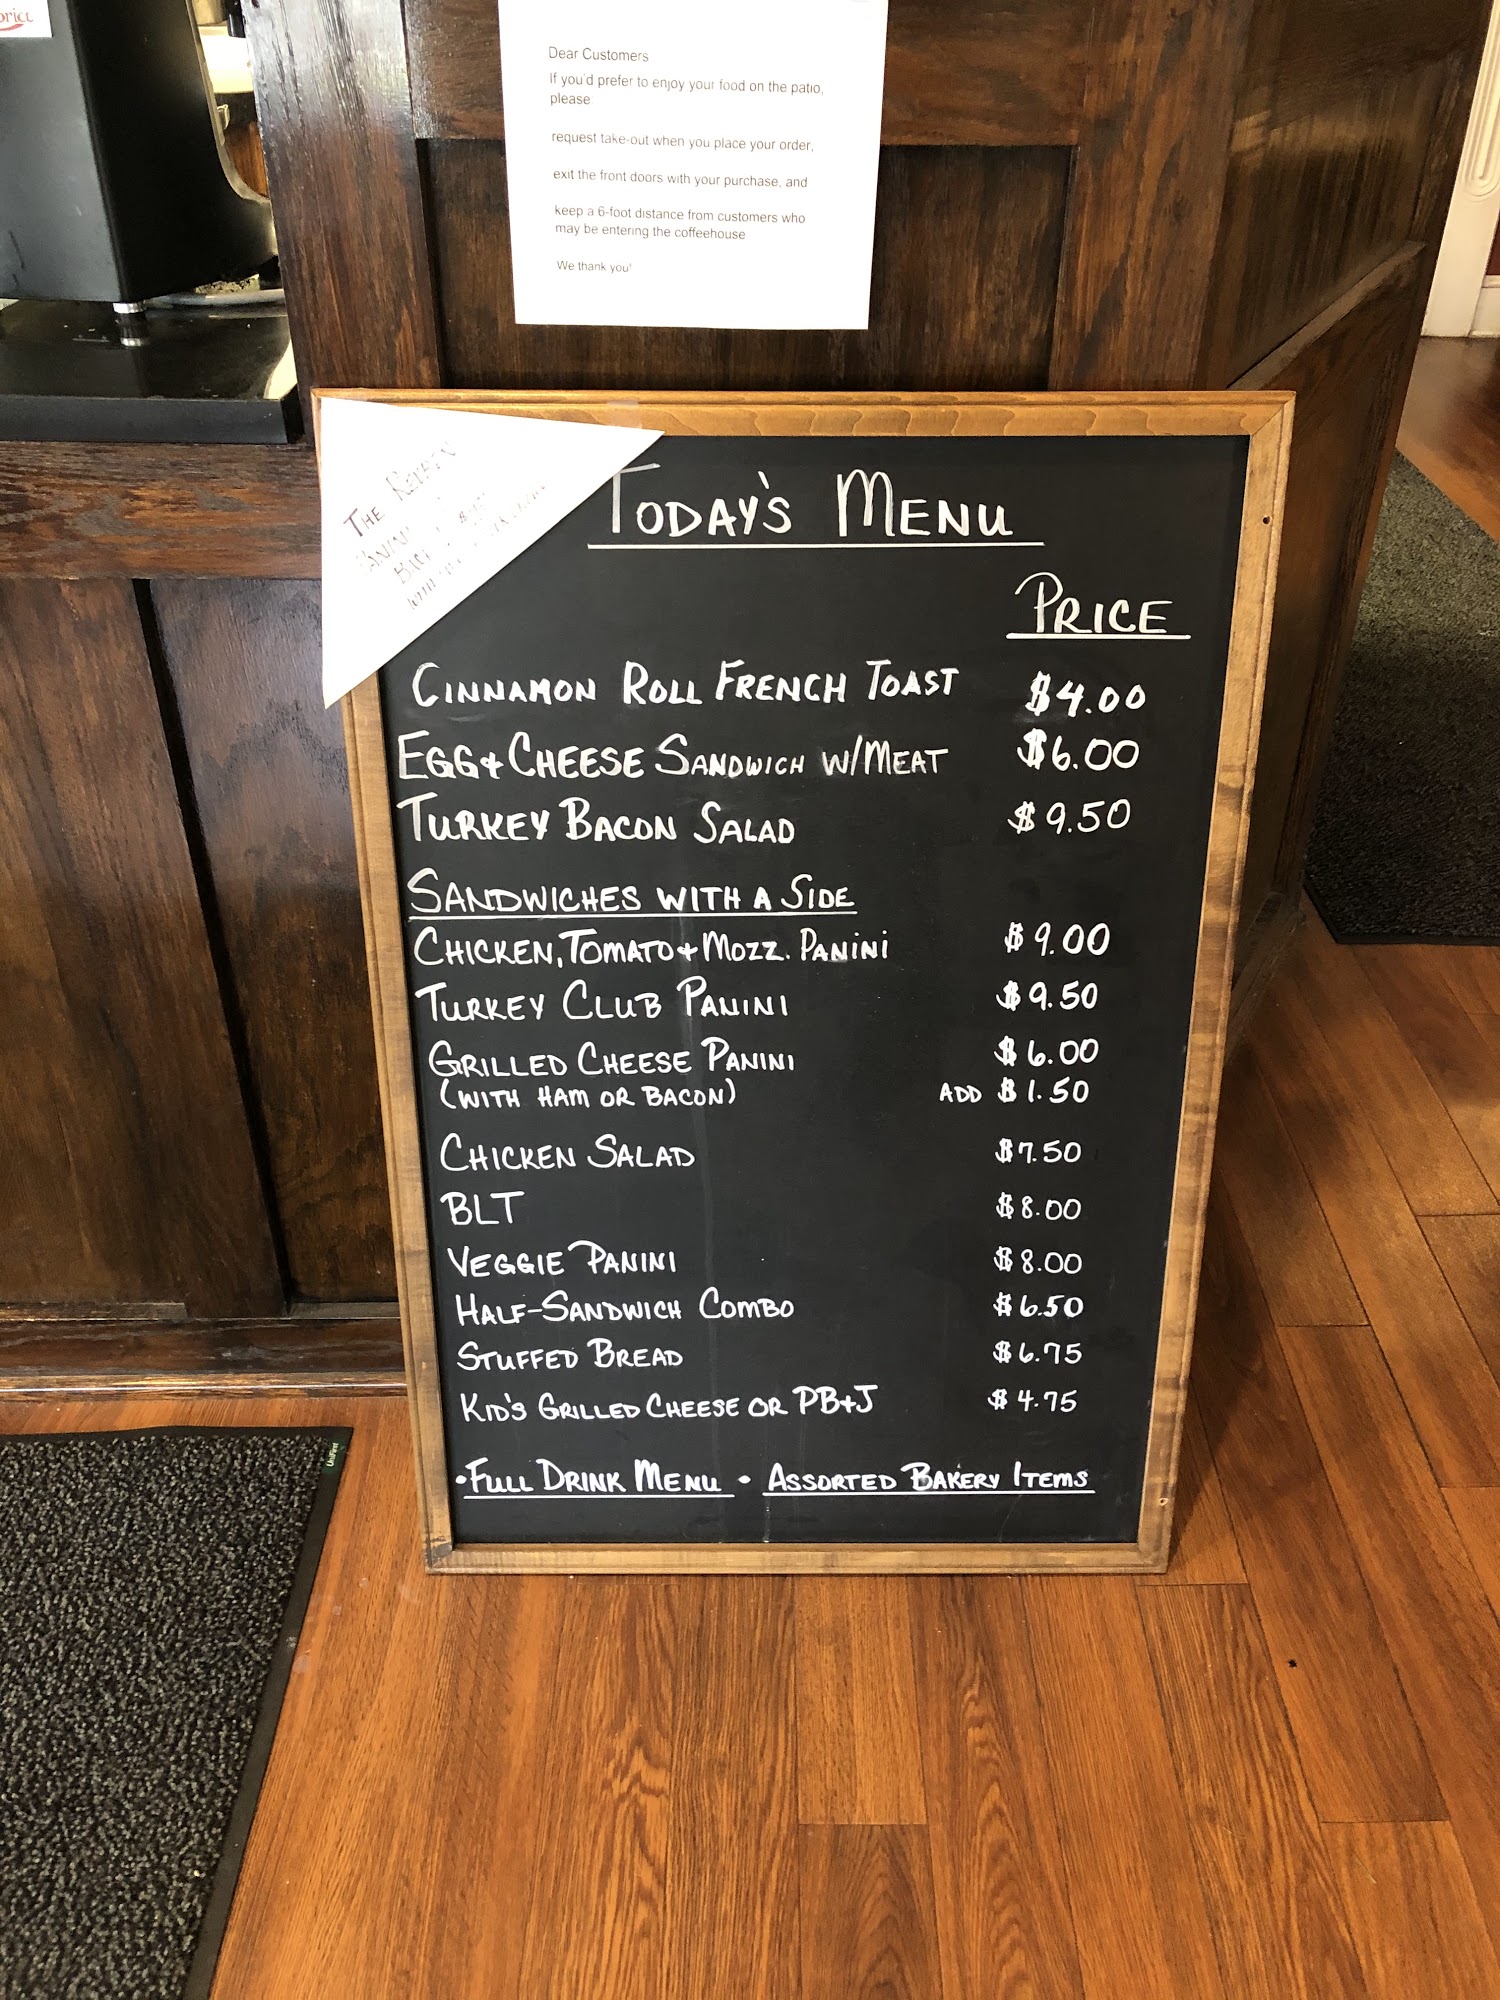 Dear Customers
If you'd prefer to enjoy your food on the patio,
please
request take-out when you place your order,
exit the front doors with your purchase, and
keep a 6-foot distance from customers who
may be entering the coffeehouse
We thank you!
THE REUBEN
PANINI
TODAY'S MENU
PRICE
CINNAMON ROLL FRENCH TOAST $4.00
EGG & CHEESE SANDWICH W/MEAT $6.00
TURKEY BACON SALAD $9.50
SANDWICHES WITH A SIDE
CHICKEN, TOMATO & MOZZ. PANINI $9.00
TURKEY CLUB PANINI $9.50
GRILLED CHEESE PANINI $6.00
(WITH HAM OR BACON) ADD $1.50
CHICKEN SALAD $7.50
BLT $8.00
VEGGIE PANINI $8.00
HALF-SANDWICH COMBO $6.50
STUFFED BREAD $6.75
KID'S GRILLED CHEESE OR PB+J $4.75
• FULL DRINK MENU • ASSORTED BAKERY ITEMS
UniFirst